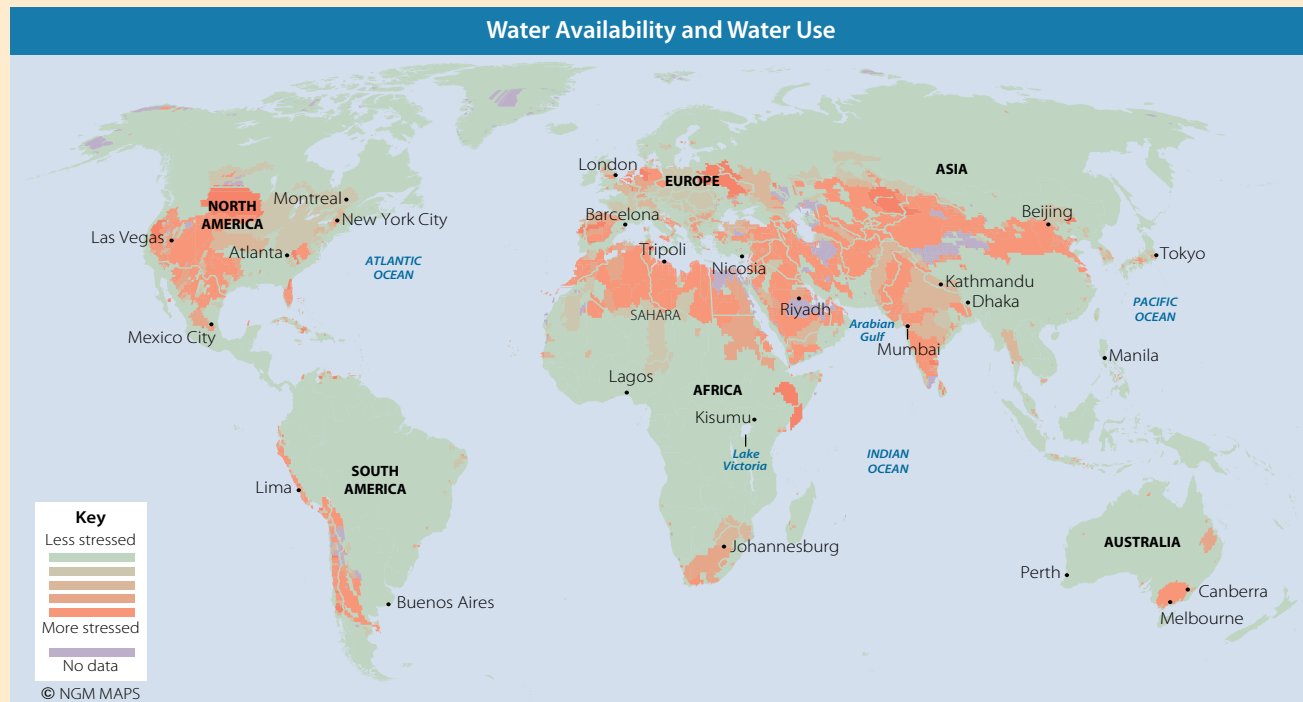 Water Availability and Water Use
London
EUROPE
ASIA
NORTH
AMERICA
Montreal
New York City
Barcelona
Beijing
Las Vegas
Atlanta
ATLANTIC
OCEAN
Tripoli
Nicosia
Tokyo
Kathmandu
Dhaka
SAHARA
Riyadh
PACIFIC
OCEAN
Arabian
Gulf
Mumbai
Mexico City
Manila
Lagos
AFRICA
Kisumu
Lake
Victoria
INDIAN
OCEAN
SOUTH
AMERICA
Lima
Johannesburg
AUSTRALIA
Perth
Canberra
Melbourne
Buenos Aires
Key
Less stressed
More stressed
No data
© NGM MAPS